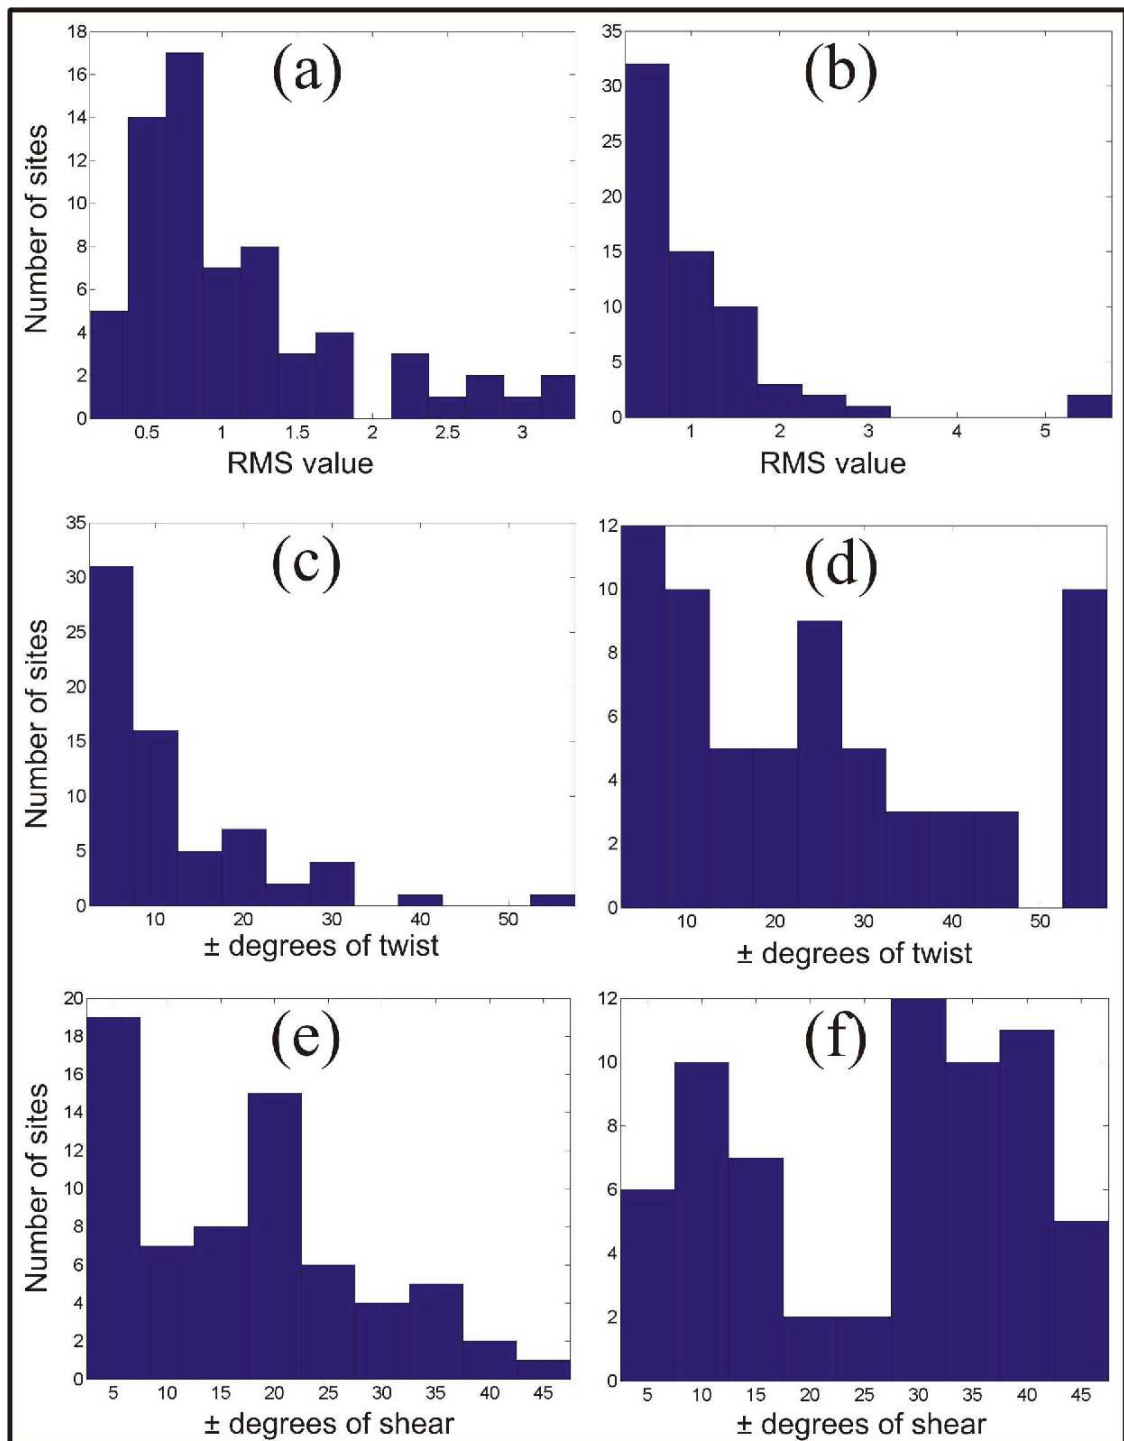 (a)
Number of sites
18
16
14
12
10
8
6
4
2
0
0.5 1 1.5 2 2.5 3
RMS value
(b)
35
30
25
20
15
10
5
0
1 2 3 4 5
RMS value
(c)
Number of sites
35
30
25
20
15
10
5
0
10 20 30 40 50
± degrees of twist
(d)
12
10
8
6
4
2
0
10 20 30 40 50
± degrees of twist
(e)
Number of sites
20
18
16
14
12
10
8
6
4
2
0
5 10 15 20 25 30 35 40 45
± degrees of shear
(f)
12
10
8
6
4
2
0
5 10 15 20 25 30 35 40 45
± degrees of shear